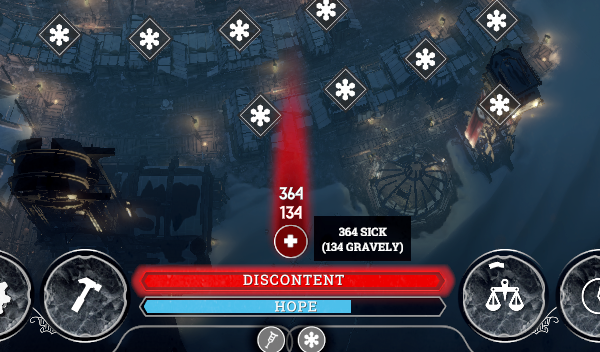 364
134
364 SICK
(134 GRAVELY)
DISCONTENT
HOPE